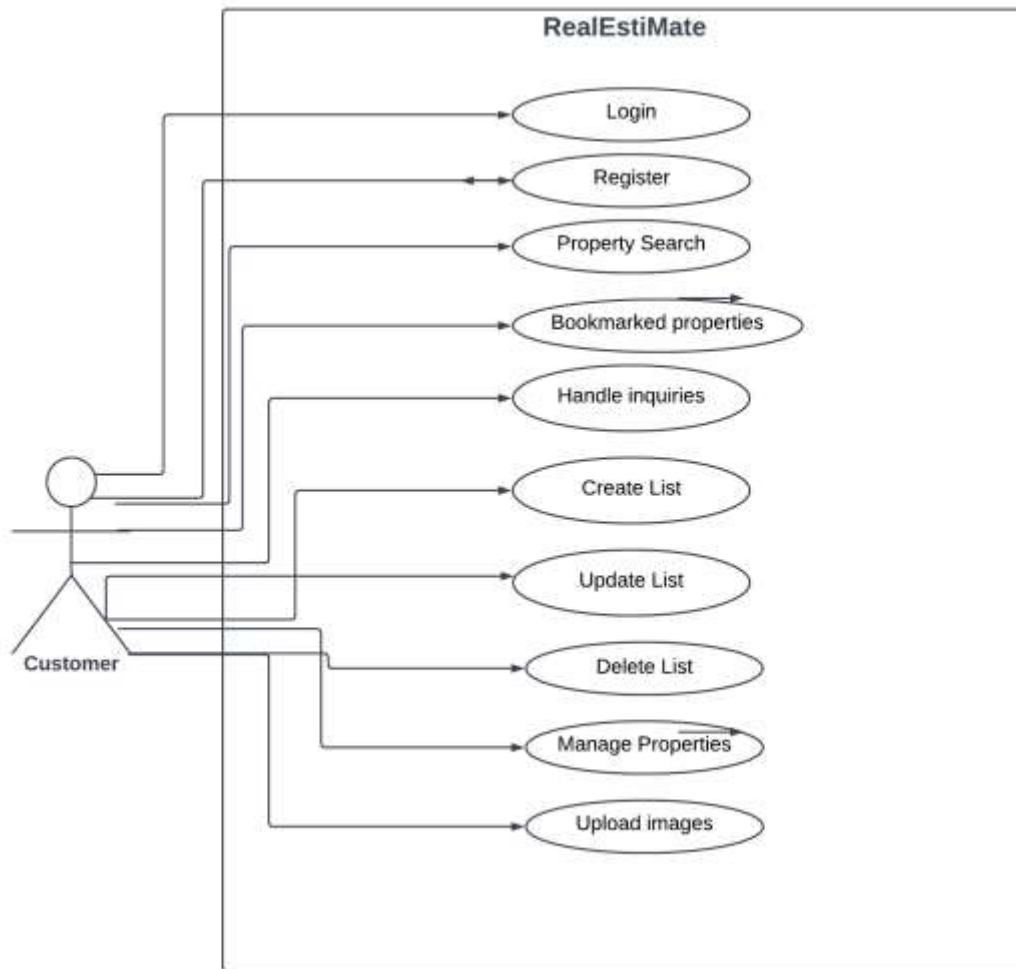 RealEstiMate
Login
Register
Property Search
Bookmarked properties
Handle inquiries
Create List
Update List
Delete List
Customer
Manage Properties
Upload images